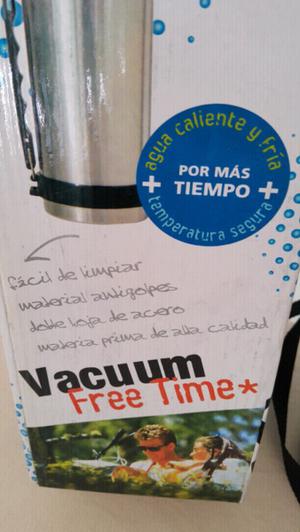 agua caliente y fría
+ POR MÁS
TIEMPO +
temperatura segura
fácil de limpiar
material antigolpes
doble hoja de acero
materia prima de alta calidad
Vacuum
Free Time*